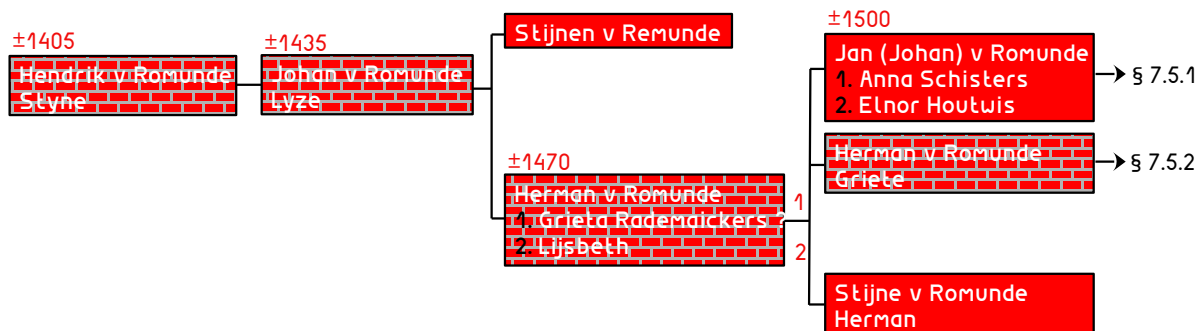 ±1405
Hendrik v Romunde
Styne
±1435
Johan v Romunde
Lyze
Stijnen v Remunde
±1470
Herman v Romunde
1. Grieta Rademaickers ?
2. Lijsbeth
1
2
±1500
Jan (Johan) v Romunde
1. Anna Schisters
2. Elnor Houtwis
§ 7.5.1
Herman v Romunde
Griete
§ 7.5.2
Stijne v Romunde
Herman